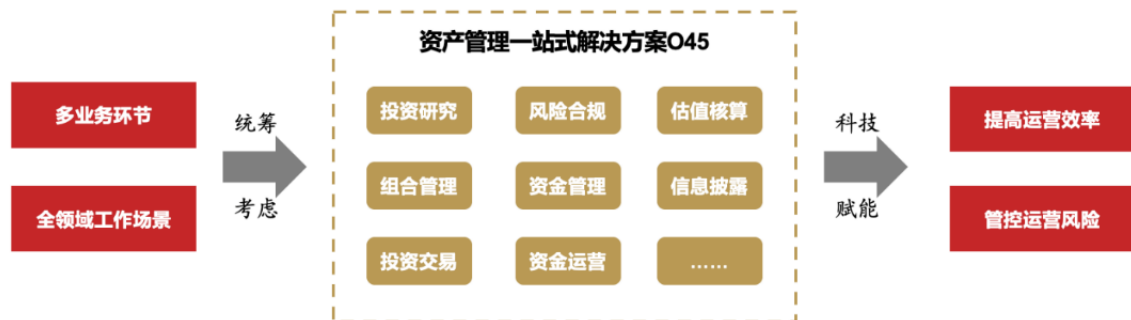 资产管理一站式解决方案O45
多业务环节
全领域工作场景
统筹
考虑
投资研究
风险合规
估值核算
组合管理
资金管理
信息披露
投资交易
资金运营
……
科技
赋能
提高运营效率
管控运营风险